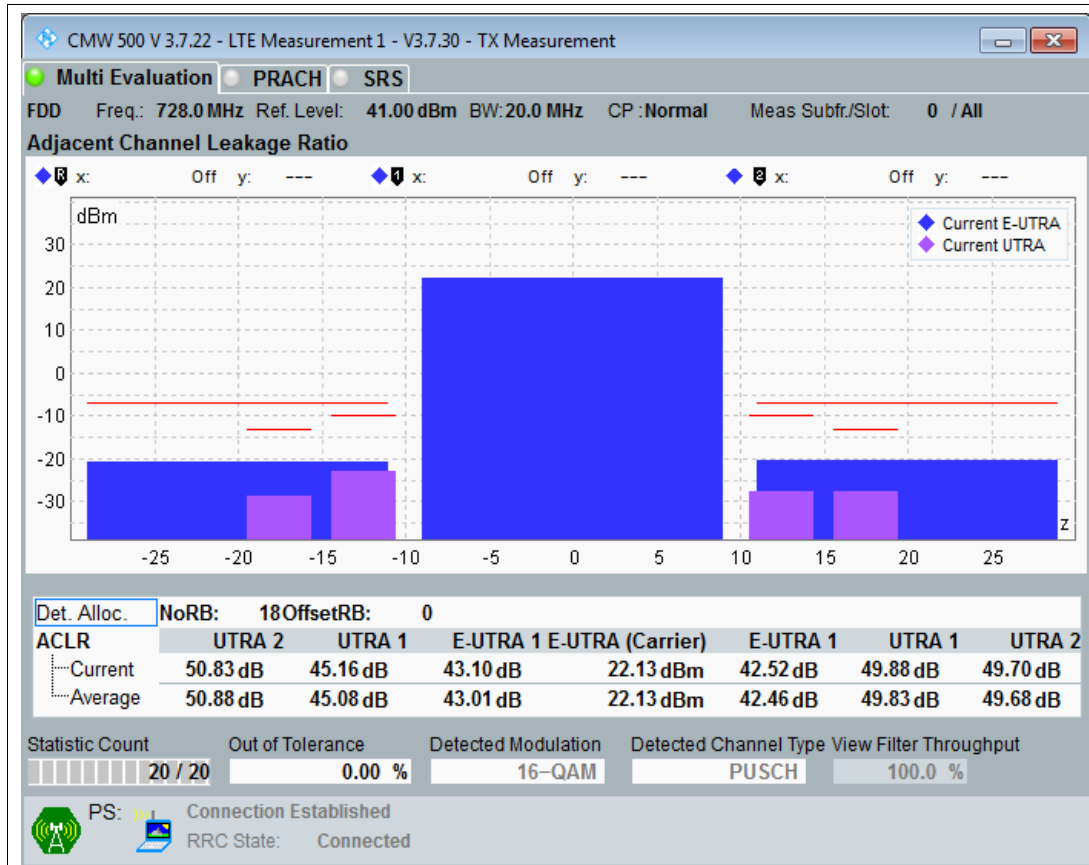 CMW 500 V 3.7.22 - LTE Measurement 1 - V3.7.30 - TX Measurement
Multi Evaluation PRACH SRS
FDD Freq.: 728.0 MHz Ref. Level: 41.00 dBm BW: 20.0 MHz CP : Normal Meas Subfr./Slot: 0 / All
Adjacent Channel Leakage Ratio
R x: Off y: --- 1 x: Off y: --- 2 x: Off y: ---
dBm
Current E-UTRA
Current UTRA
30
20
10
0
-10
-20
-30
z
-25 -20 -15 -10 -5 0 5 10 15 20 25
Det. Alloc. NoRB: 18 OffsetRB: 0
ACLR UTRA 2 UTRA 1 E-UTRA 1 E-UTRA (Carrier) E-UTRA 1 UTRA 1 UTRA 2
Current 50.83 dB 45.16 dB 43.10 dB 22.13 dBm 42.52 dB 49.88 dB 49.70 dB
Average 50.88 dB 45.08 dB 43.01 dB 22.13 dBm 42.46 dB 49.83 dB 49.68 dB
Statistic Count Out of Tolerance Detected Modulation Detected Channel Type View Filter Throughput
20 / 20 0.00 % 16-QAM PUSCH 100.0 %
PS: Connection Established
RRC State: Connected